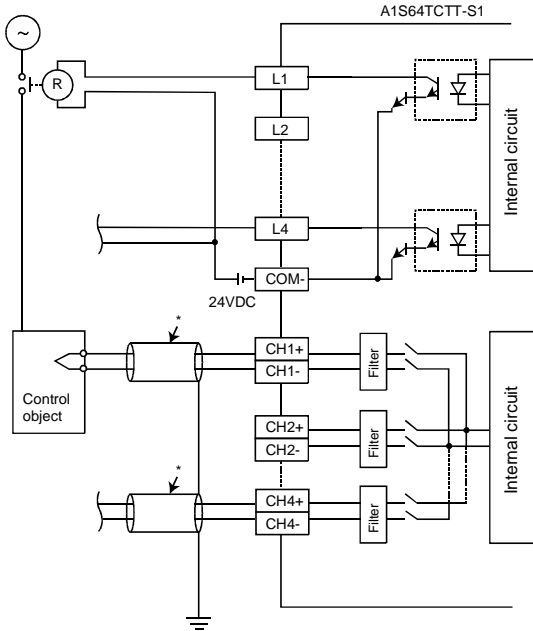 A1S64TCTT-S1
~
R
L1
L2
L4
COM-
24VDC
Internal circuit
*
CH1+
CH1-
Filter
Control
object
CH2+
CH2-
Filter
Internal circuit
*
CH4+
CH4-
Filter